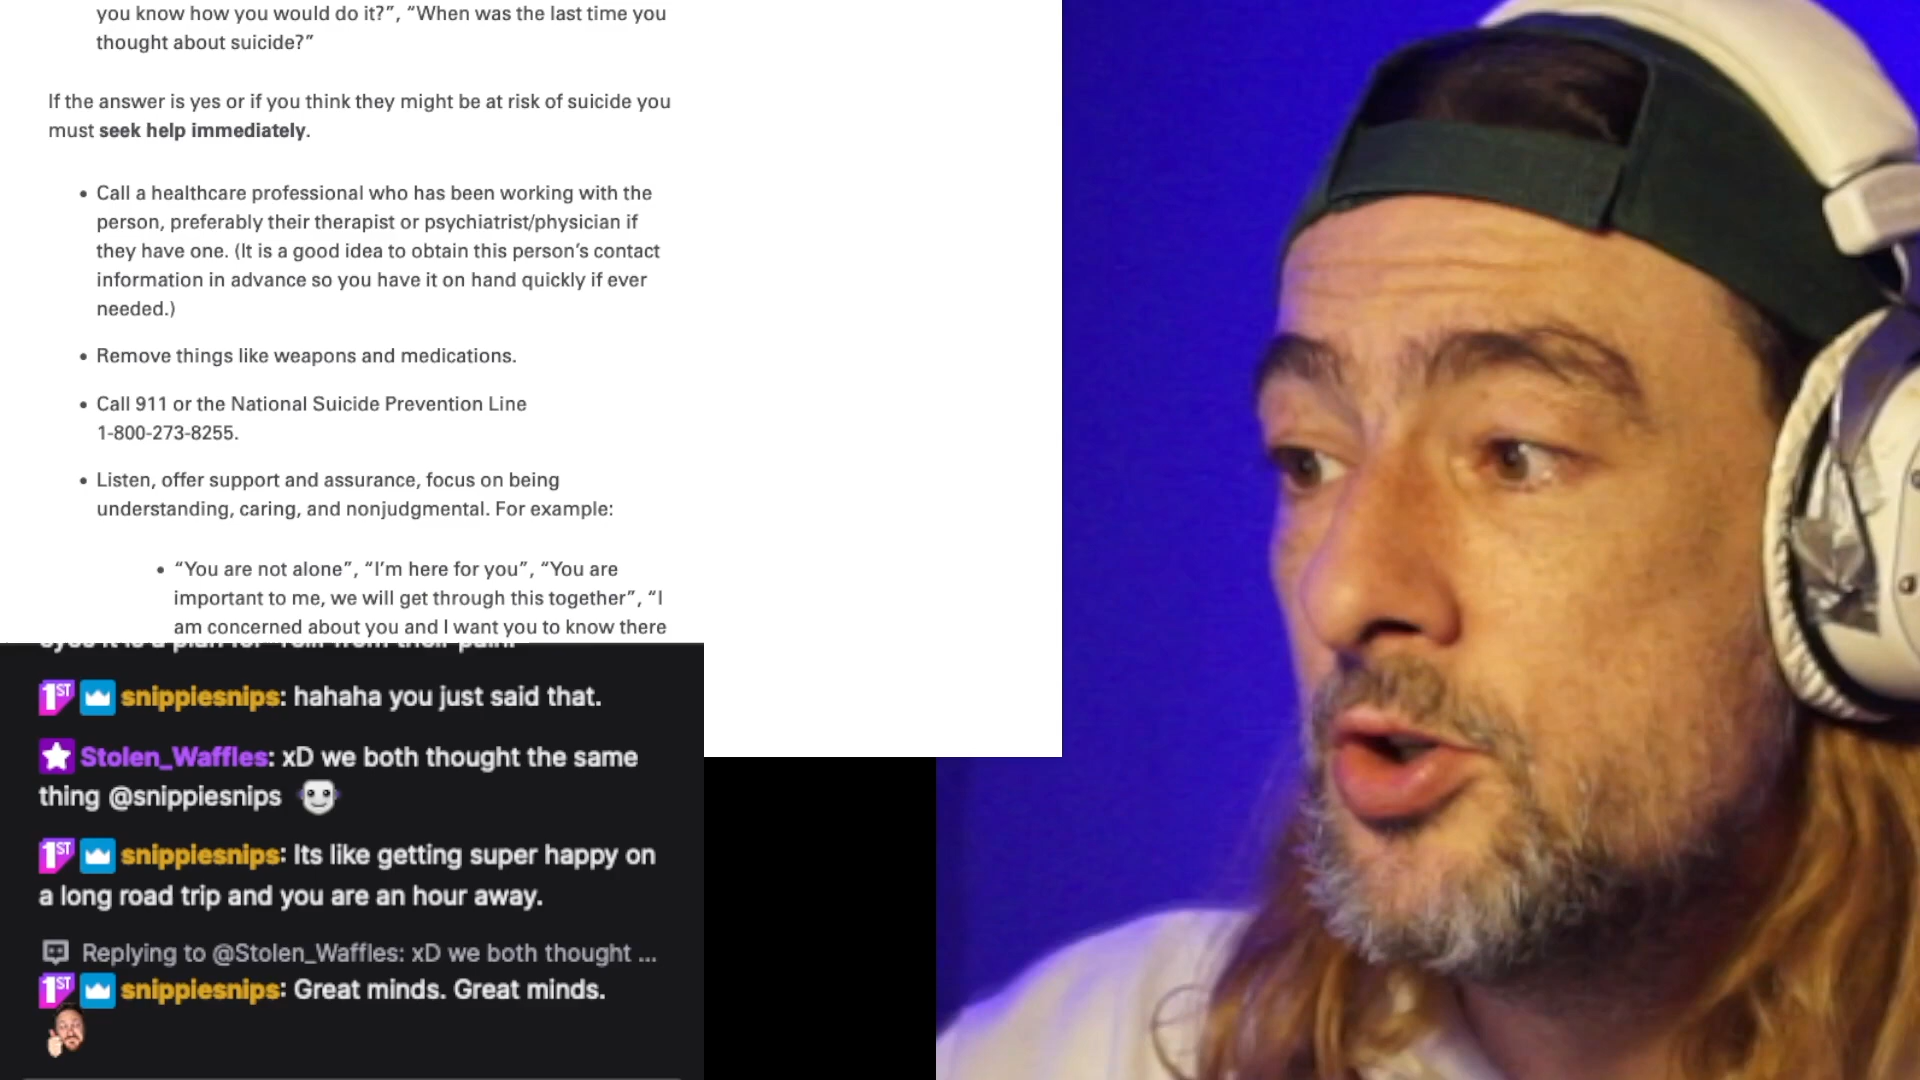 you know how you would do it?”, “When was the last time you
thought about suicide?”
If the answer is yes or if you think they might be at risk of suicide you
must seek help immediately.
• Call a healthcare professional who has been working with the
person, preferably their therapist or psychiatrist/physician if
they have one. (It is a good idea to obtain this person’s contact
information in advance so you have it on hand quickly if ever
needed.)
• Remove things like weapons and medications.
• Call 911 or the National Suicide Prevention Line
1-800-273-8255.
• Listen, offer support and assurance, focus on being
understanding, caring, and nonjudgmental. For example:
• “You are not alone”, “I’m here for you”, “You are
important to me, we will get through this together”, “I
am concerned about you and I want you to know there
1ST snippiesnips: hahaha you just said that.
Stolen_Waffles: xD we both thought the same
thing @snippiesnips
1ST snippiesnips: Its like getting super happy on
a long road trip and you are an hour away.
Replying to @Stolen_Waffles: xD we both thought ...
1ST snippiesnips: Great minds. Great minds.